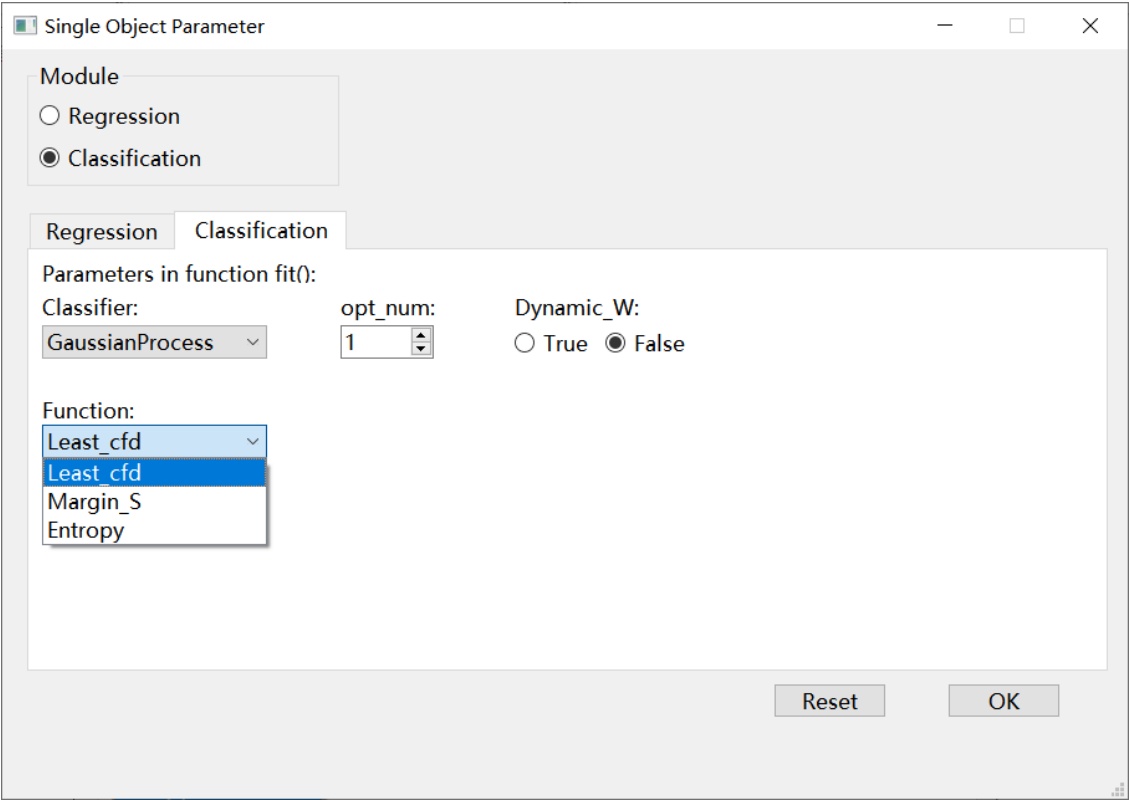 Single Object Parameter
Module
Regression
Classification
Regression Classification
Parameters in function fit():
Classifier: opt_num: Dynamic_W:
GaussianProcess 1 True False
Function:
Least_cfd
Least_cfd
Margin_S
Entropy
Reset OK